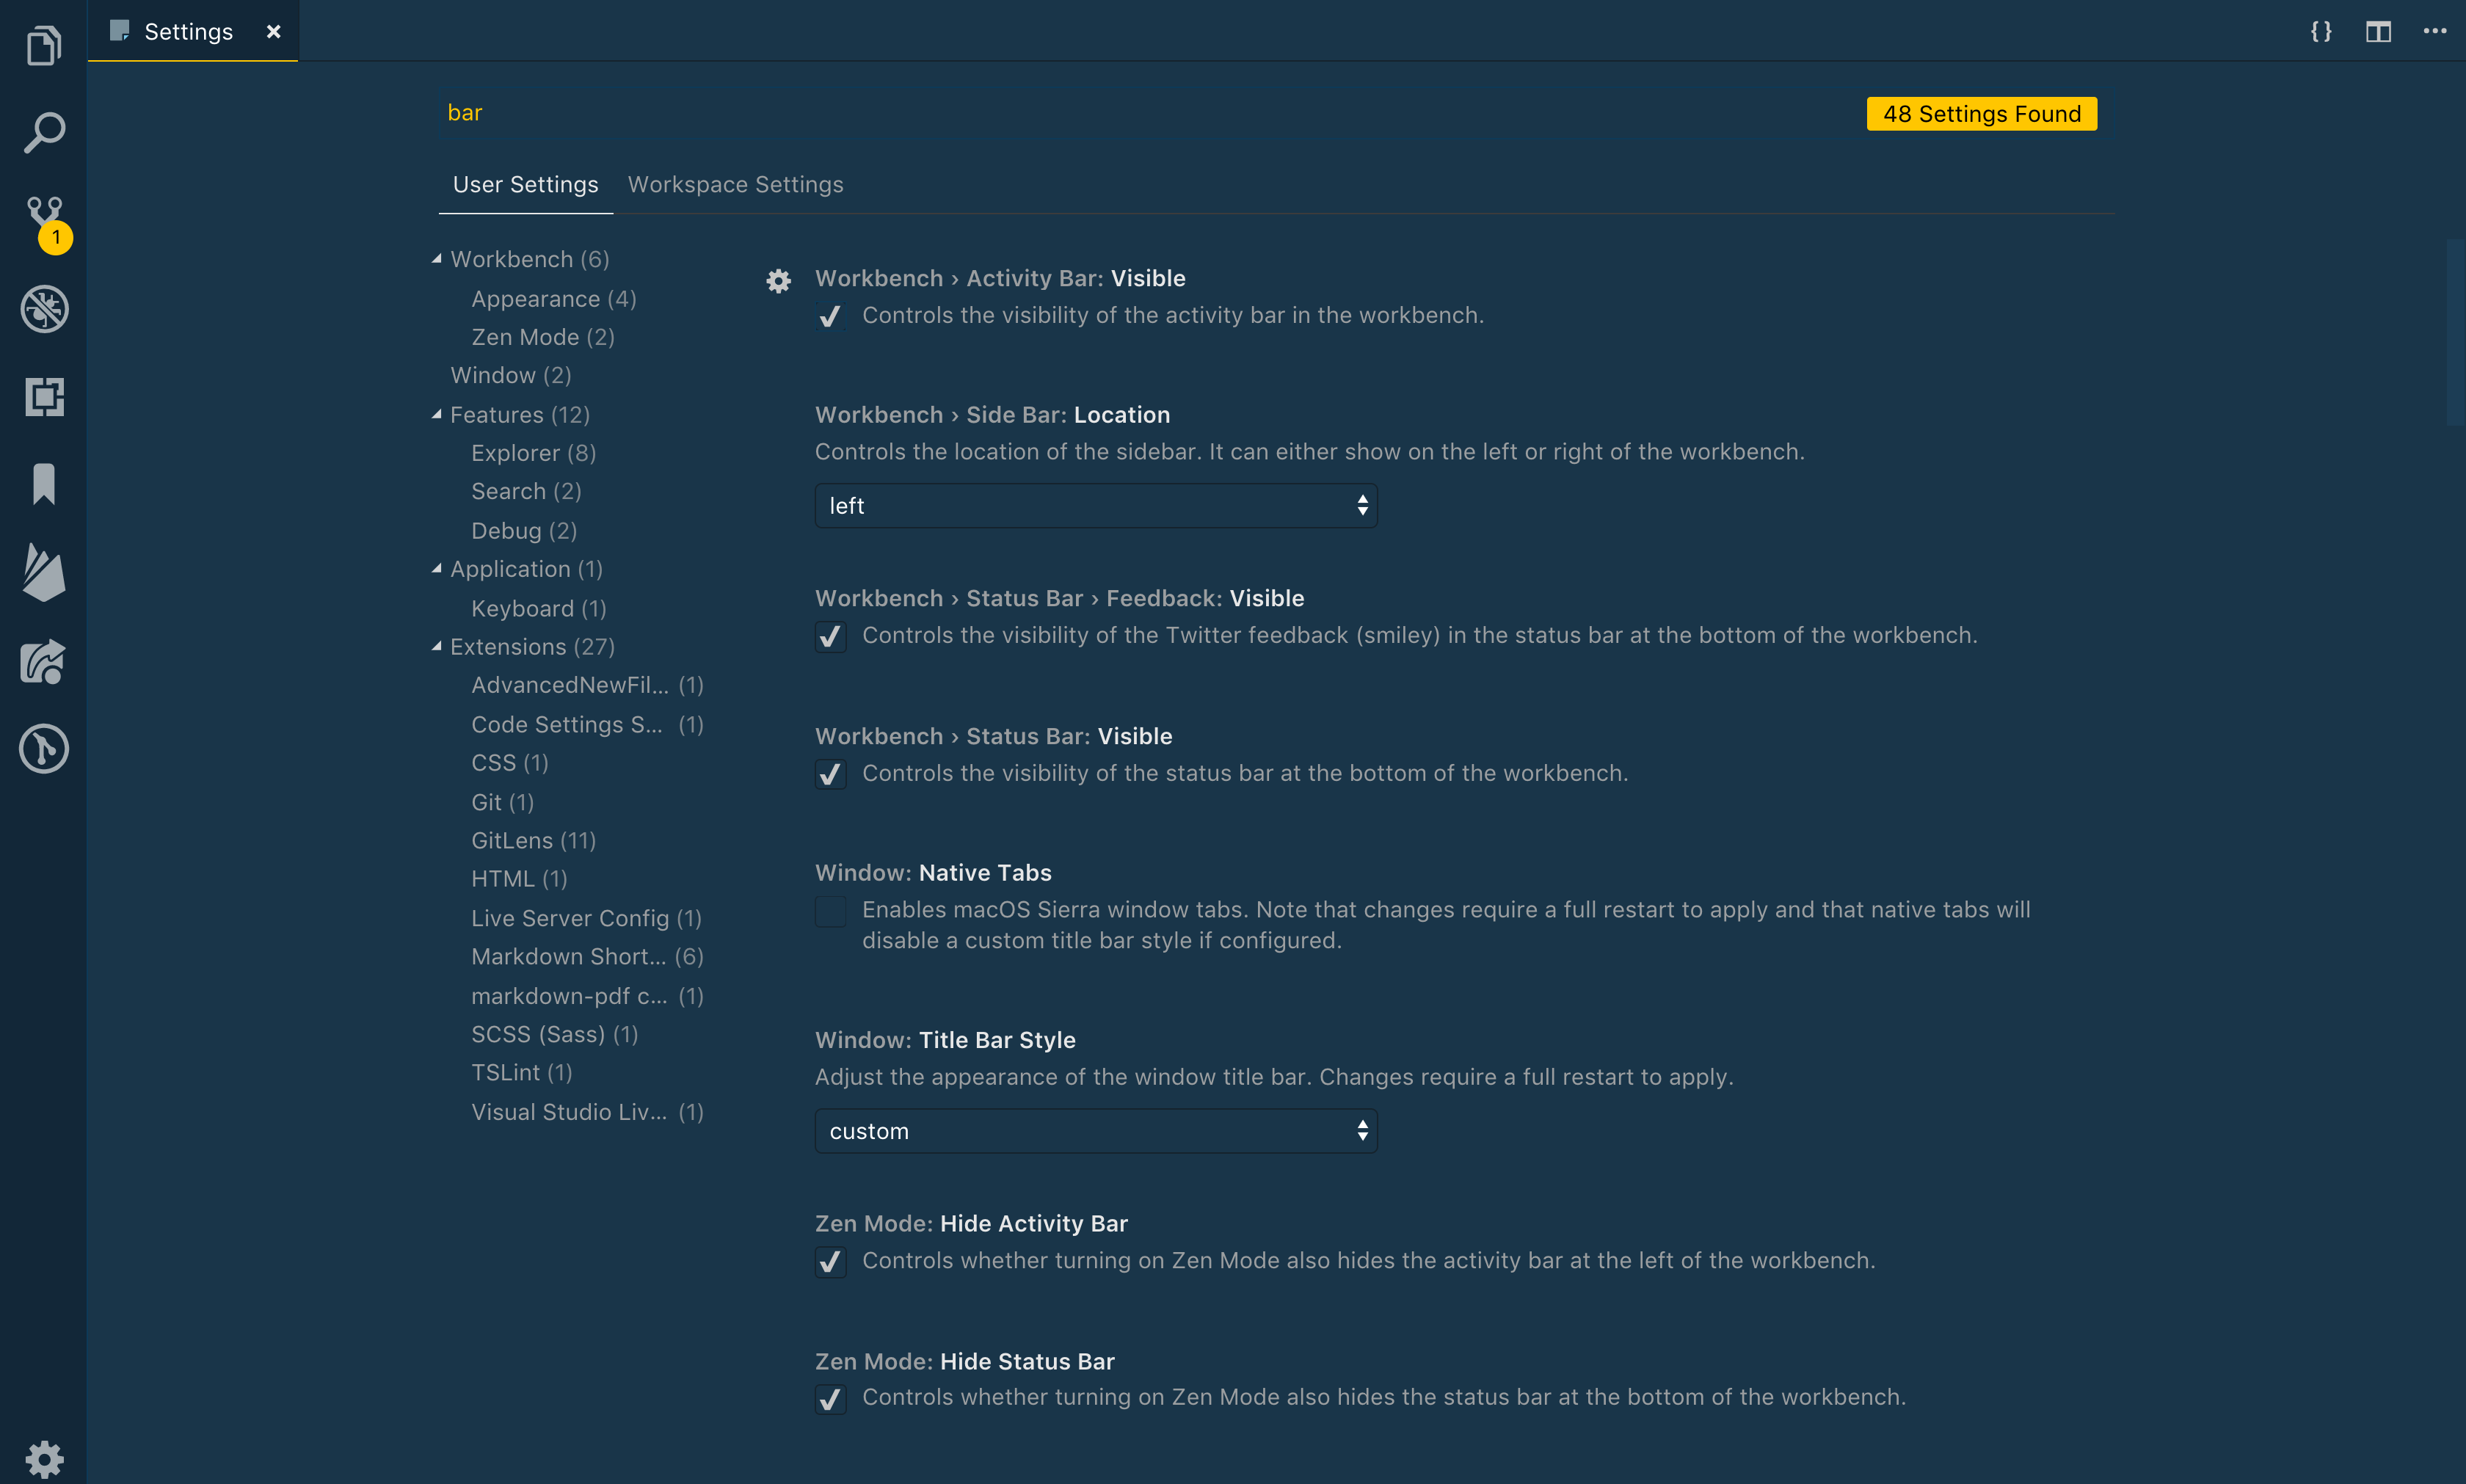 Settings
bar
48 Settings Found
User Settings Workspace Settings
Workbench (6)
Appearance (4)
Zen Mode (2)
Window (2)
Features (12)
Explorer (8)
Search (2)
Debug (2)
Application (1)
Keyboard (1)
Extensions (27)
AdvancedNewFil... (1)
Code Settings S... (1)
CSS (1)
Git (1)
GitLens (11)
HTML (1)
Live Server Config (1)
Markdown Short... (6)
markdown-pdf c... (1)
SCSS (Sass) (1)
TSLint (1)
Visual Studio Liv... (1)
Workbench › Activity Bar: Visible
Controls the visibility of the activity bar in the workbench.
Workbench › Side Bar: Location
Controls the location of the sidebar. It can either show on the left or right of the workbench.
left
Workbench › Status Bar › Feedback: Visible
Controls the visibility of the Twitter feedback (smiley) in the status bar at the bottom of the workbench.
Workbench › Status Bar: Visible
Controls the visibility of the status bar at the bottom of the workbench.
Window: Native Tabs
Enables macOS Sierra window tabs. Note that changes require a full restart to apply and that native tabs will
disable a custom title bar style if configured.
Window: Title Bar Style
Adjust the appearance of the window title bar. Changes require a full restart to apply.
custom
Zen Mode: Hide Activity Bar
Controls whether turning on Zen Mode also hides the activity bar at the left of the workbench.
Zen Mode: Hide Status Bar
Controls whether turning on Zen Mode also hides the status bar at the bottom of the workbench.
1